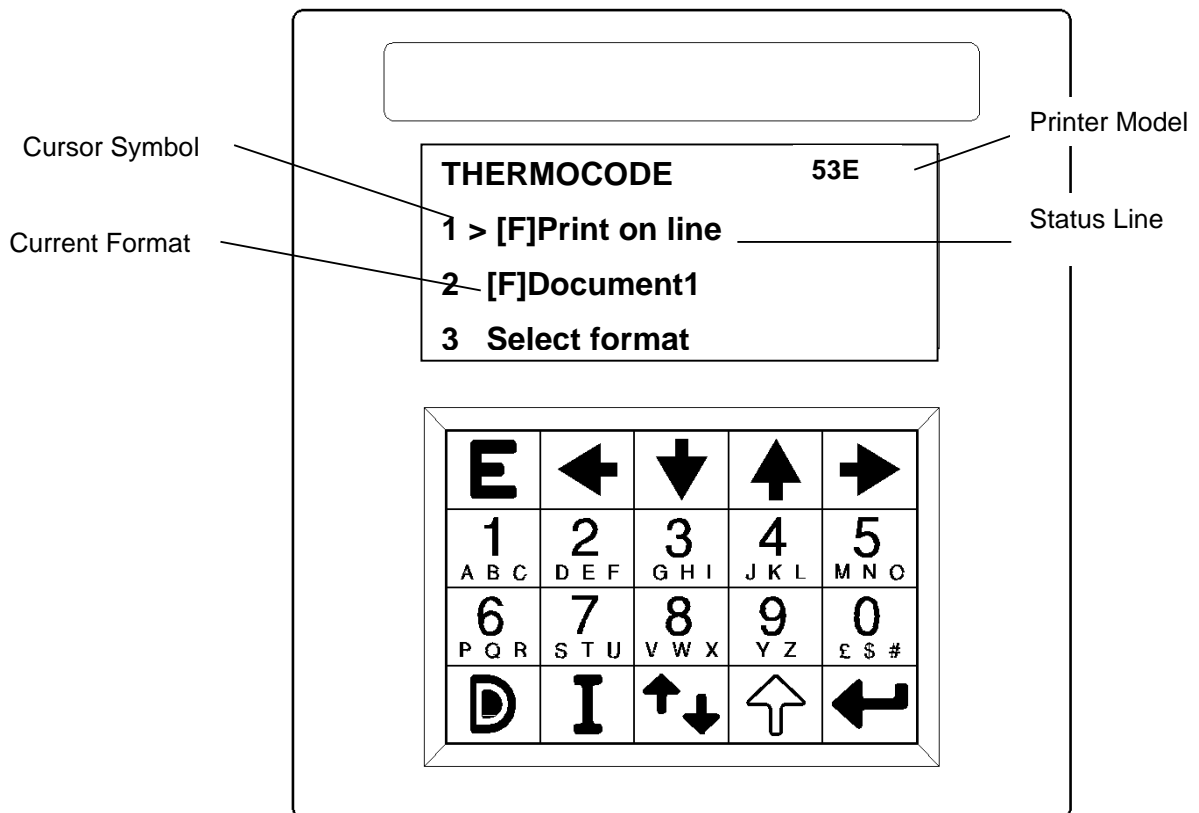 Printer Model
Cursor Symbol
THERMOCODE 53E
1 > [F]Print on line
Status Line
Current Format
2 [F]Document1
3 Select format
E
1 2 3 4 5
A B C D E F G H I J K L M N O
6 7 8 9 0
P Q R S T U V W X Y Z £ $ #
D I